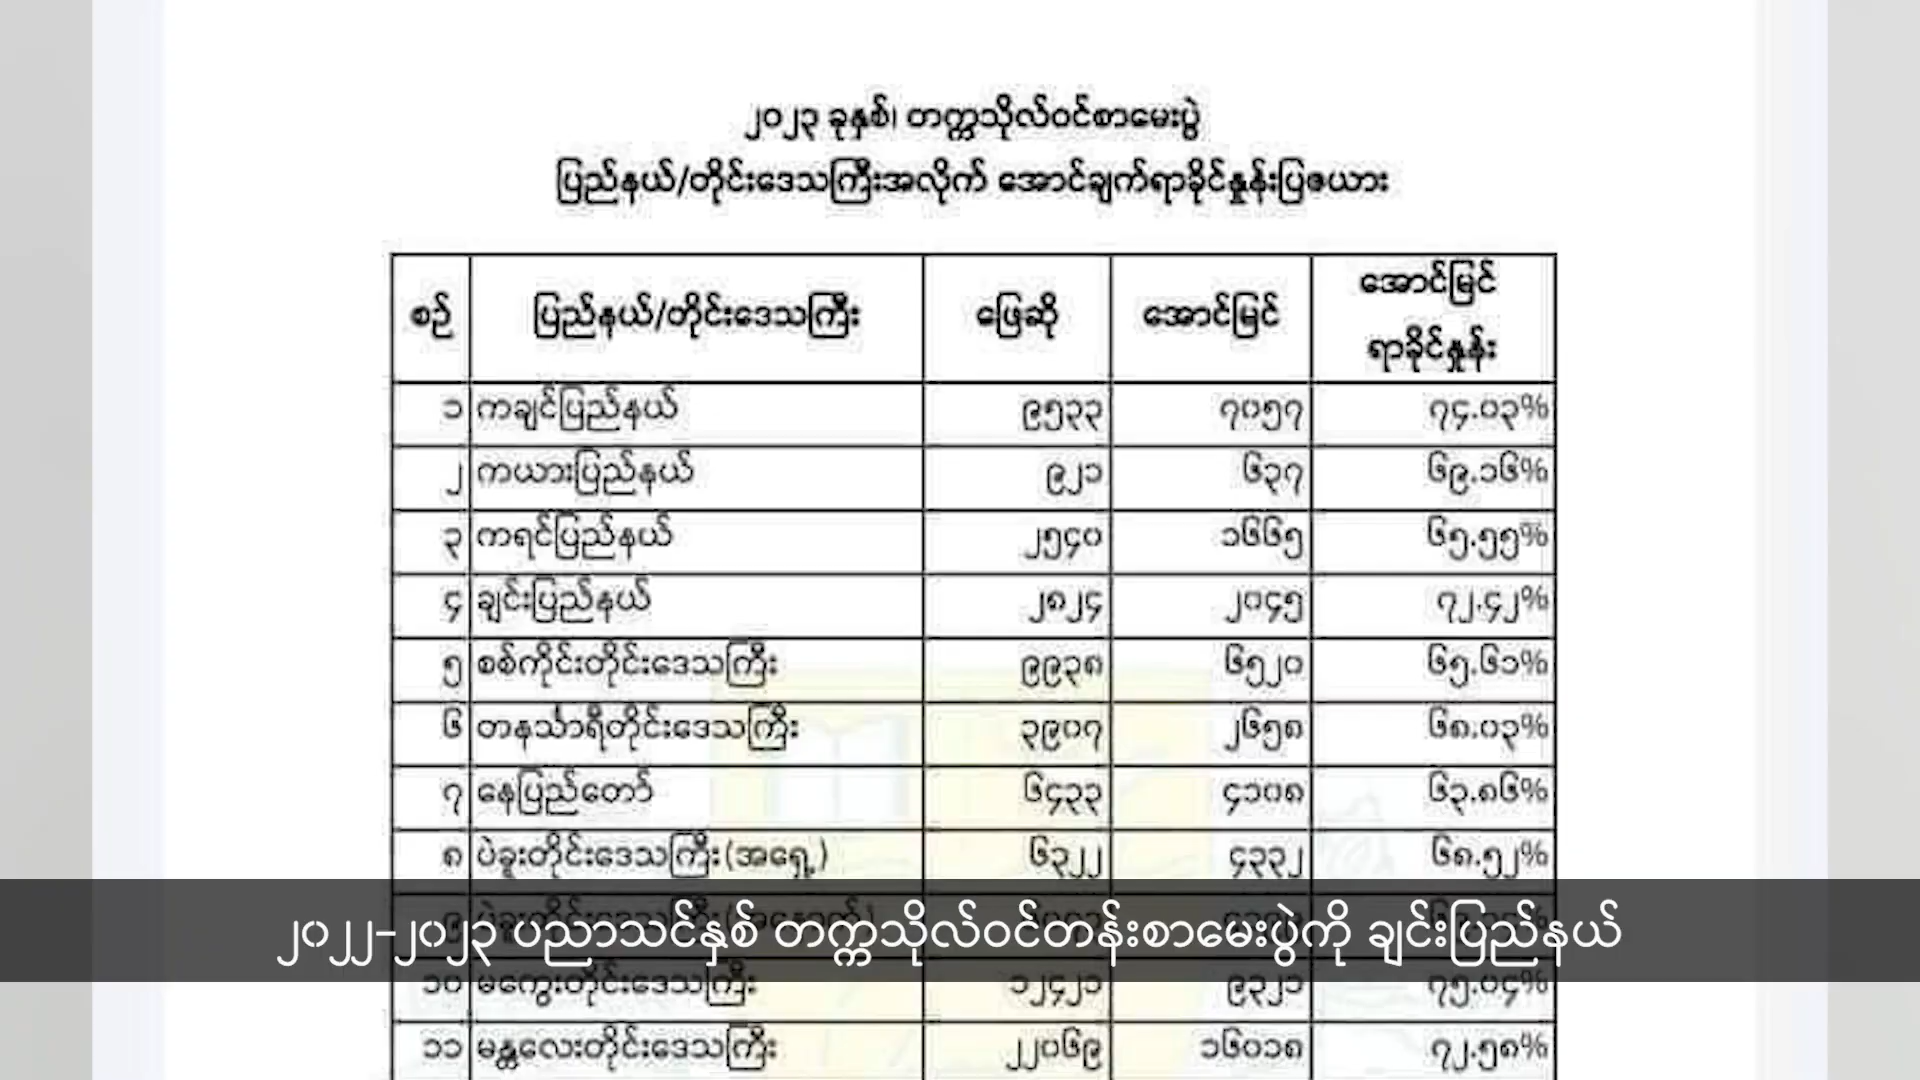 ၂၀၂၃ ခုနှစ်၊ တက္ကသိုလ်ဝင်စာမေးပွဲ
ပြည်နယ်/တိုင်းဒေသကြီးအလိုက် အောင်ချက်ရာခိုင်နှုန်းပြဇယား
စဉ် ပြည်နယ်/တိုင်းဒေသကြီး ဖြေဆို အောင်မြင် အောင်မြင် ရာခိုင်နှုန်း
၁ ကချင်ပြည်နယ် ၉၅၃၃ ၇၀၅၇ ၇၄.၀၃%
၂ ကယားပြည်နယ် ၉၂၁ ၆၃၇ ၆၉.၁၆%
၃ ကရင်ပြည်နယ် ၂၅၄၀ ၁၆၆၅ ၆၅.၅၅%
၄ ချင်းပြည်နယ် ၂၈၂၄ ၂၀၄၅ ၇၂.၄၂%
၅ စစ်ကိုင်းတိုင်းဒေသကြီး ၉၉၃၈ ၆၅၂၀ ၆၅.၆၁%
၆ တနင်္သာရီတိုင်းဒေသကြီး ၃၉၀၇ ၂၆၅၈ ၆၈.၀၃%
၇ နေပြည်တော် ၆၄၃၃ ၄၁၀၈ ၆၃.၈၆%
၈ ပဲခူးတိုင်းဒေသကြီး(အရှေ့) ၆၃၂၂ ၄၃၃၂ ၆၈.၅၂%
၂၀၂၂-၂၀၂၃ ပညာသင်နှစ် တက္ကသိုလ်ဝင်တန်းစာမေးပွဲကို ချင်းပြည်နယ်
၁၀ မကွေးတိုင်းဒေသကြီး ၁၂၄၂၁ ၉၃၂၁ ၇၅.၀၄%
၁၁ မန္တလေးတိုင်းဒေသကြီး ၂၂၀၆၉ ၁၆၀၁၈ ၇၂.၅၈%